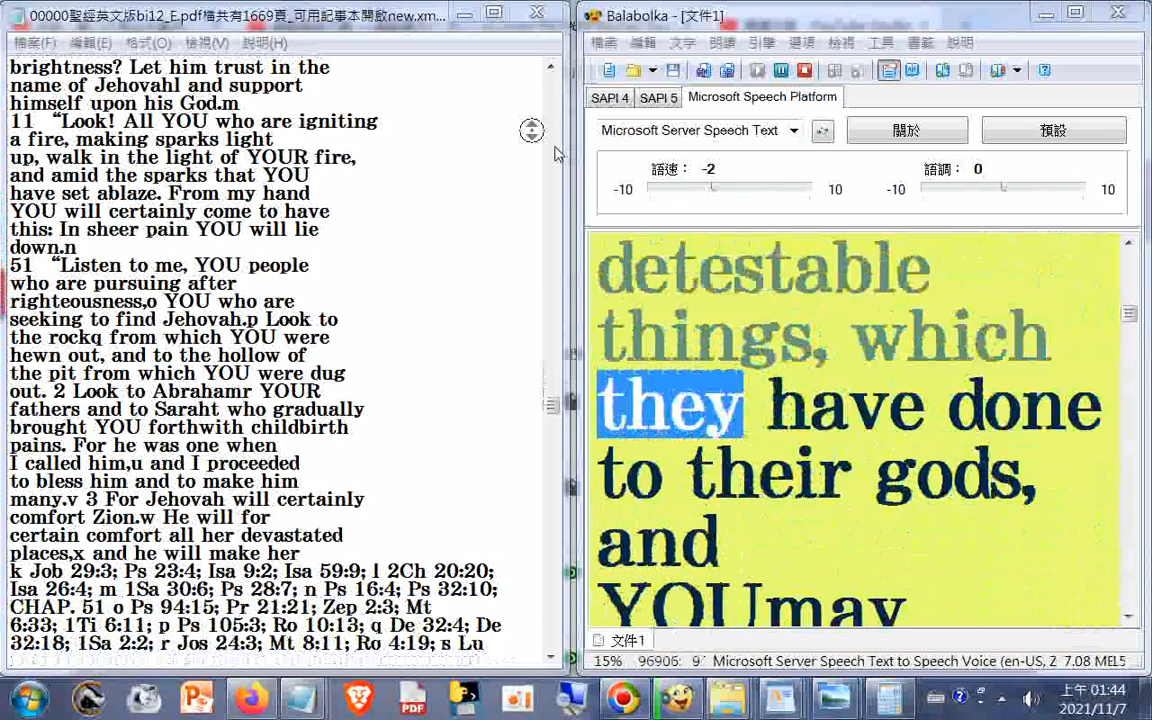 00000聖經英文版bi12_E.pdf檔共有1669頁_可用記事本開啟new.xm...
檔案(F) 編輯(E) 格式(O) 檢視(V) 說明(H)
brightness? Let him trust in the
name of Jehovahl and support
himself upon his God.m
11 “Look! All YOU who are igniting
a fire, making sparks light
up, walk in the light of YOUR fire,
and amid the sparks that YOU
have set ablaze. From my hand
YOU will certainly come to have
this: In sheer pain YOU will lie
down.n
51 “Listen to me, YOU people
who are pursuing after
righteousness,o YOU who are
seeking to find Jehovah.p Look to
the rockq from which YOU were
hewn out, and to the hollow of
the pit from which YOU were dug
out. 2 Look to Abrahamr YOUR
fathers and to Saraht who gradually
brought YOU forthwith childbirth
pains. For he was one when
I called him,u and I proceeded
to bless him and to make him
many.v 3 For Jehovah will certainly
comfort Zion.w He will for
certain comfort all her devastated
places,x and he will make her
k Job 29:3; Ps 23:4; Isa 9:2; Isa 59:9; l 2Ch 20:20;
Isa 26:4; m 1Sa 30:6; Ps 28:7; n Ps 16:4; Ps 32:10;
CHAP. 51 o Ps 94:15; Pr 21:21; Zep 2:3; Mt
6:33; 1Ti 6:11; p Ps 105:3; Ro 10:13; q De 32:4; De
32:18; 1Sa 2:2; r Jos 24:3; Mt 8:11; Ro 4:19; s Lu
Balabolka - [文件1]
檔案 編輯 文字 朗讀 引擎 選項 檢視 工具 書籤 說明
SAPI 4 SAPI 5 Microsoft Speech Platform
Microsoft Server Speech Text 關於 預設
語速： -2 語調： 0
-10 10 -10 10
detestable
things, which
they have done
to their gods,
and
YOUmay
文件1
15% 96906: Microsoft Server Speech Text to Speech Voice (en-US, Z 7.08 MEL
PDF
上午 01:44
2021/11/7